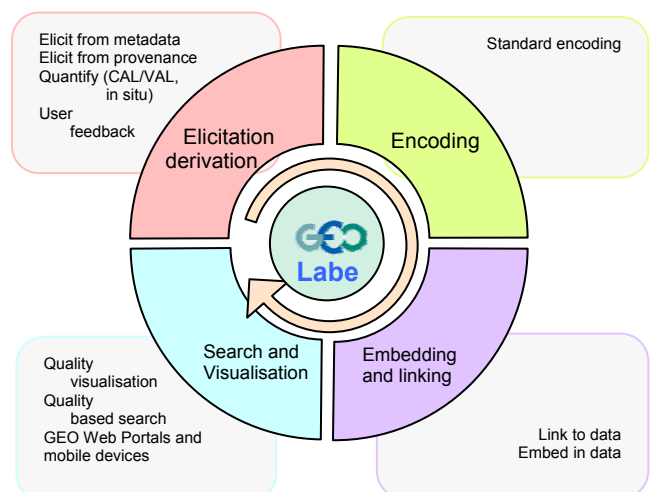 Elicit from metadata
Elicit from provenance
Quantify (CAL/VAL,
in situ)
User
feedback
Standard encoding
Elicitation
derivation
Encoding
GEO
Labe
Search and
Visualisation
Embedding
and linking
Quality
visualisation
Quality
based search
GEO Web Portals and
mobile devices
Link to data
Embed in data